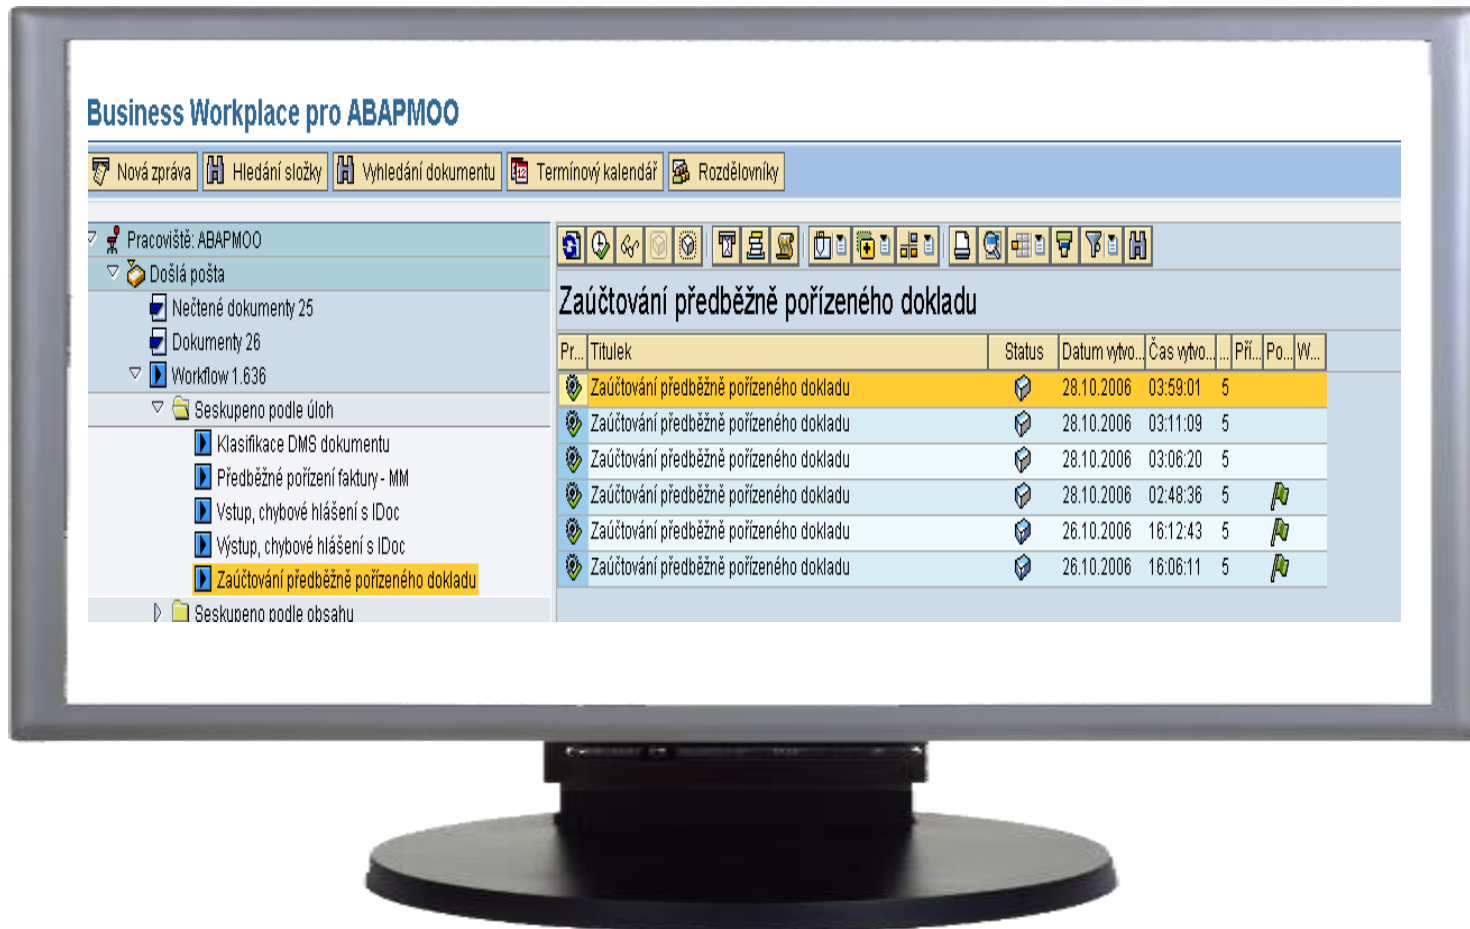 Business Workplace pro ABAPMOO
Nová zpráva Hledání složky Vyhledání dokumentu Termínový kalendář Rozdělovníky
Pracoviště: ABAPMOO
Došlá pošta
Nečtené dokumenty 25
Dokumenty 26
Workflow 1.636
Seskupeno podle úloh
Klasifikace DMS dokumentu
Předběžné pořízení faktury - MM
Vstup, chybové hlášení s IDoc
Výstup, chybové hlášení s IDoc
Zaúčtování předběžně pořízeného dokladu
Seskupeno podle obsahu
Zaúčtování předběžně pořízeného dokladu
Pr... Titulek Status Datum vytvo... Čas vytvo... ... Pří... Po... W...
Zaúčtování předběžně pořízeného dokladu 28.10.2006 03:59:01 5
Zaúčtování předběžně pořízeného dokladu 28.10.2006 03:11:09 5
Zaúčtování předběžně pořízeného dokladu 28.10.2006 03:06:20 5
Zaúčtování předběžně pořízeného dokladu 28.10.2006 02:48:36 5
Zaúčtování předběžně pořízeného dokladu 26.10.2006 16:12:43 5
Zaúčtování předběžně pořízeného dokladu 26.10.2006 16:06:11 5